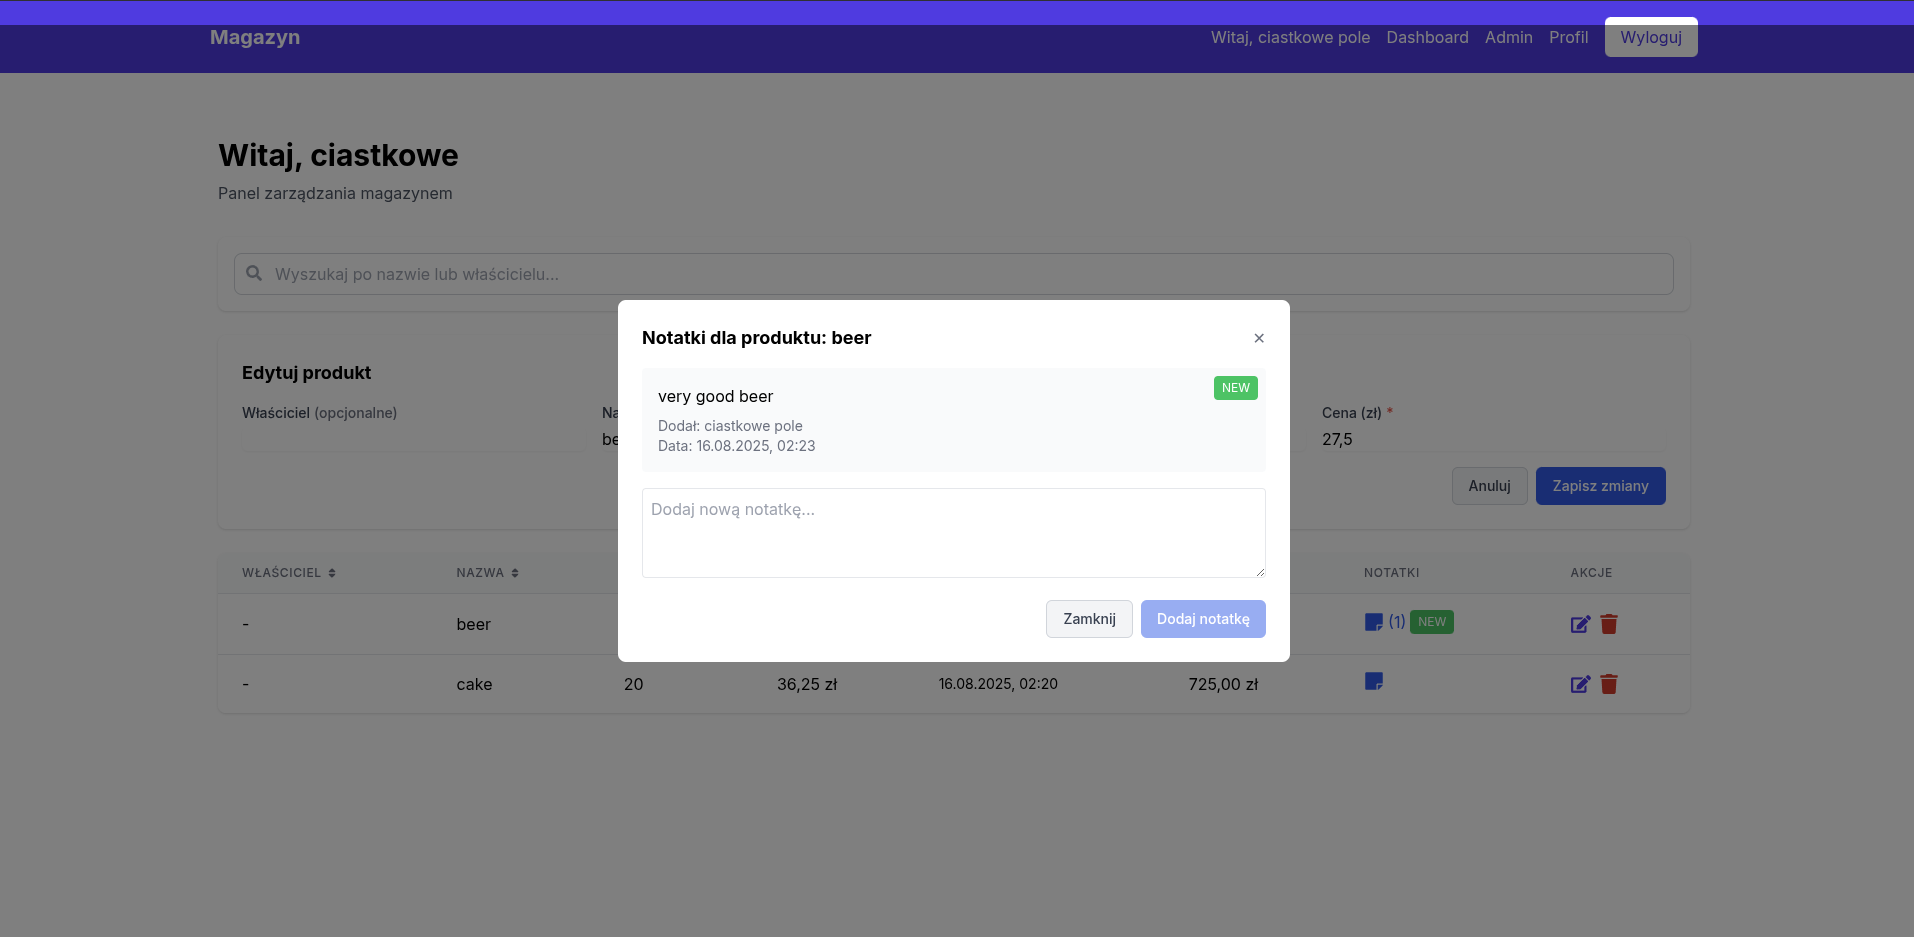 Magazyn
Witaj, ciastkowe pole Dashboard Admin Profil Wyloguj
Witaj, ciastkowe
Panel zarządzania magazynem
Wyszukaj po nazwie lub właścicielu...
Edytuj produkt
Właściciel (opcjonalne)
Na
be
Cena (zł) *
27,5
Anuluj Zapisz zmiany
Notatki dla produktu: beer
×
very good beer
NEW
Dodał: ciastkowe pole
Data: 16.08.2025, 02:23
Dodaj nową notatkę...
Zamknij Dodaj notatkę
WŁAŚCICIEL NAZWA NOTATKI AKCJE
- beer (1) NEW
- cake 20 36,25 zł 16.08.2025, 02:20 725,00 zł